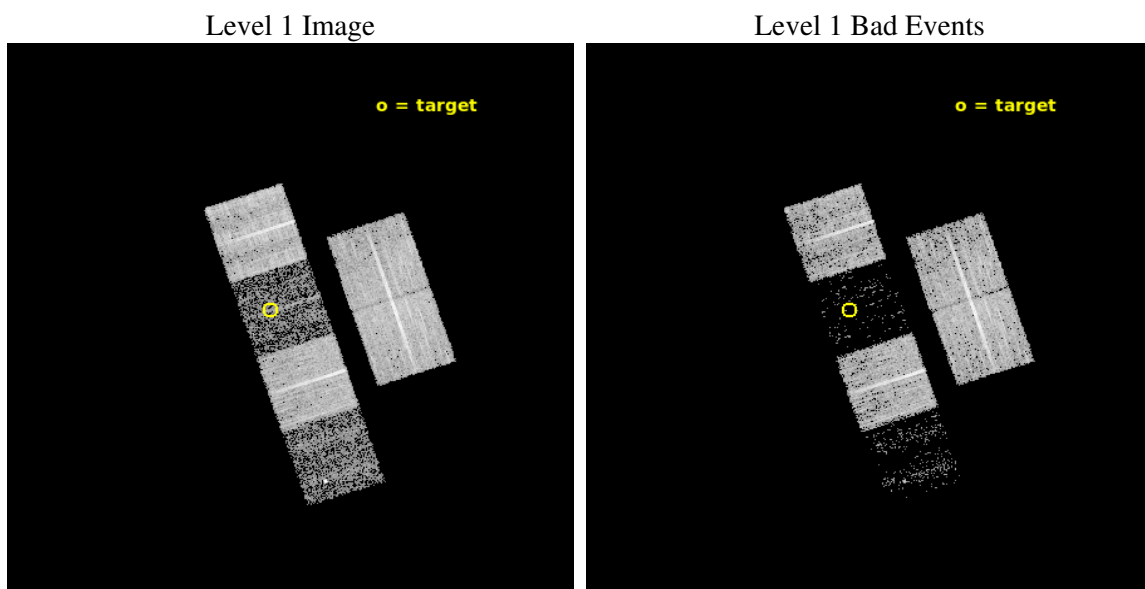 Level 1 Image
Level 1 Bad Events
o = target
o = target